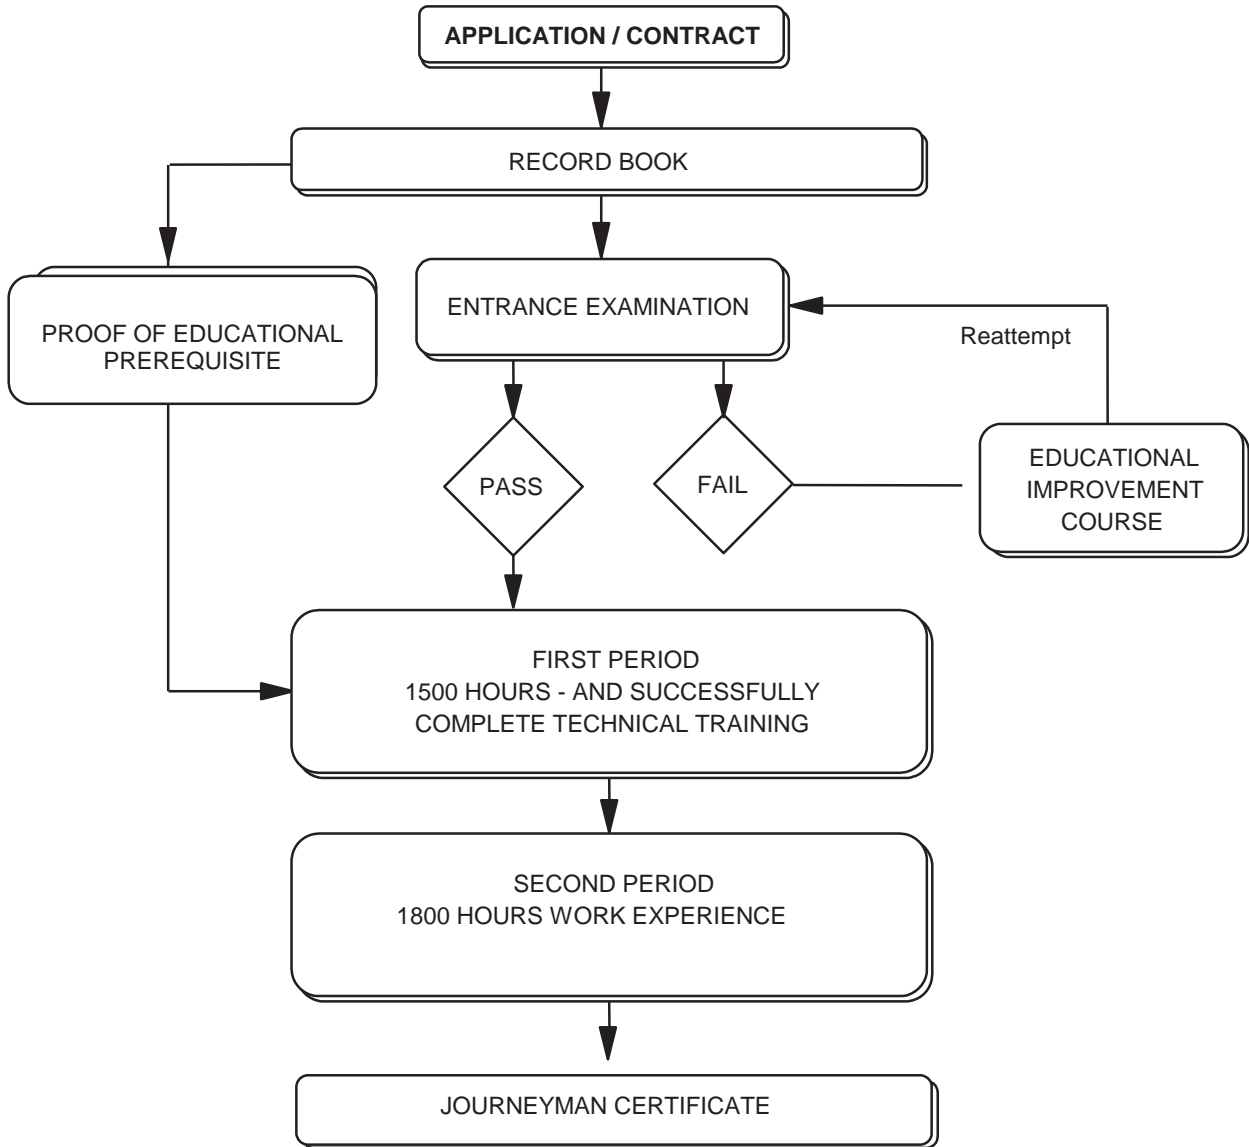 APPLICATION / CONTRACT
RECORD BOOK
PROOF OF EDUCATIONAL
PREREQUISITE
ENTRANCE EXAMINATION
Reattempt
PASS
FAIL
EDUCATIONAL
IMPROVEMENT
COURSE
FIRST PERIOD
1500 HOURS - AND SUCCESSFULLY
COMPLETE TECHNICAL TRAINING
SECOND PERIOD
1800 HOURS WORK EXPERIENCE
JOURNEYMAN CERTIFICATE